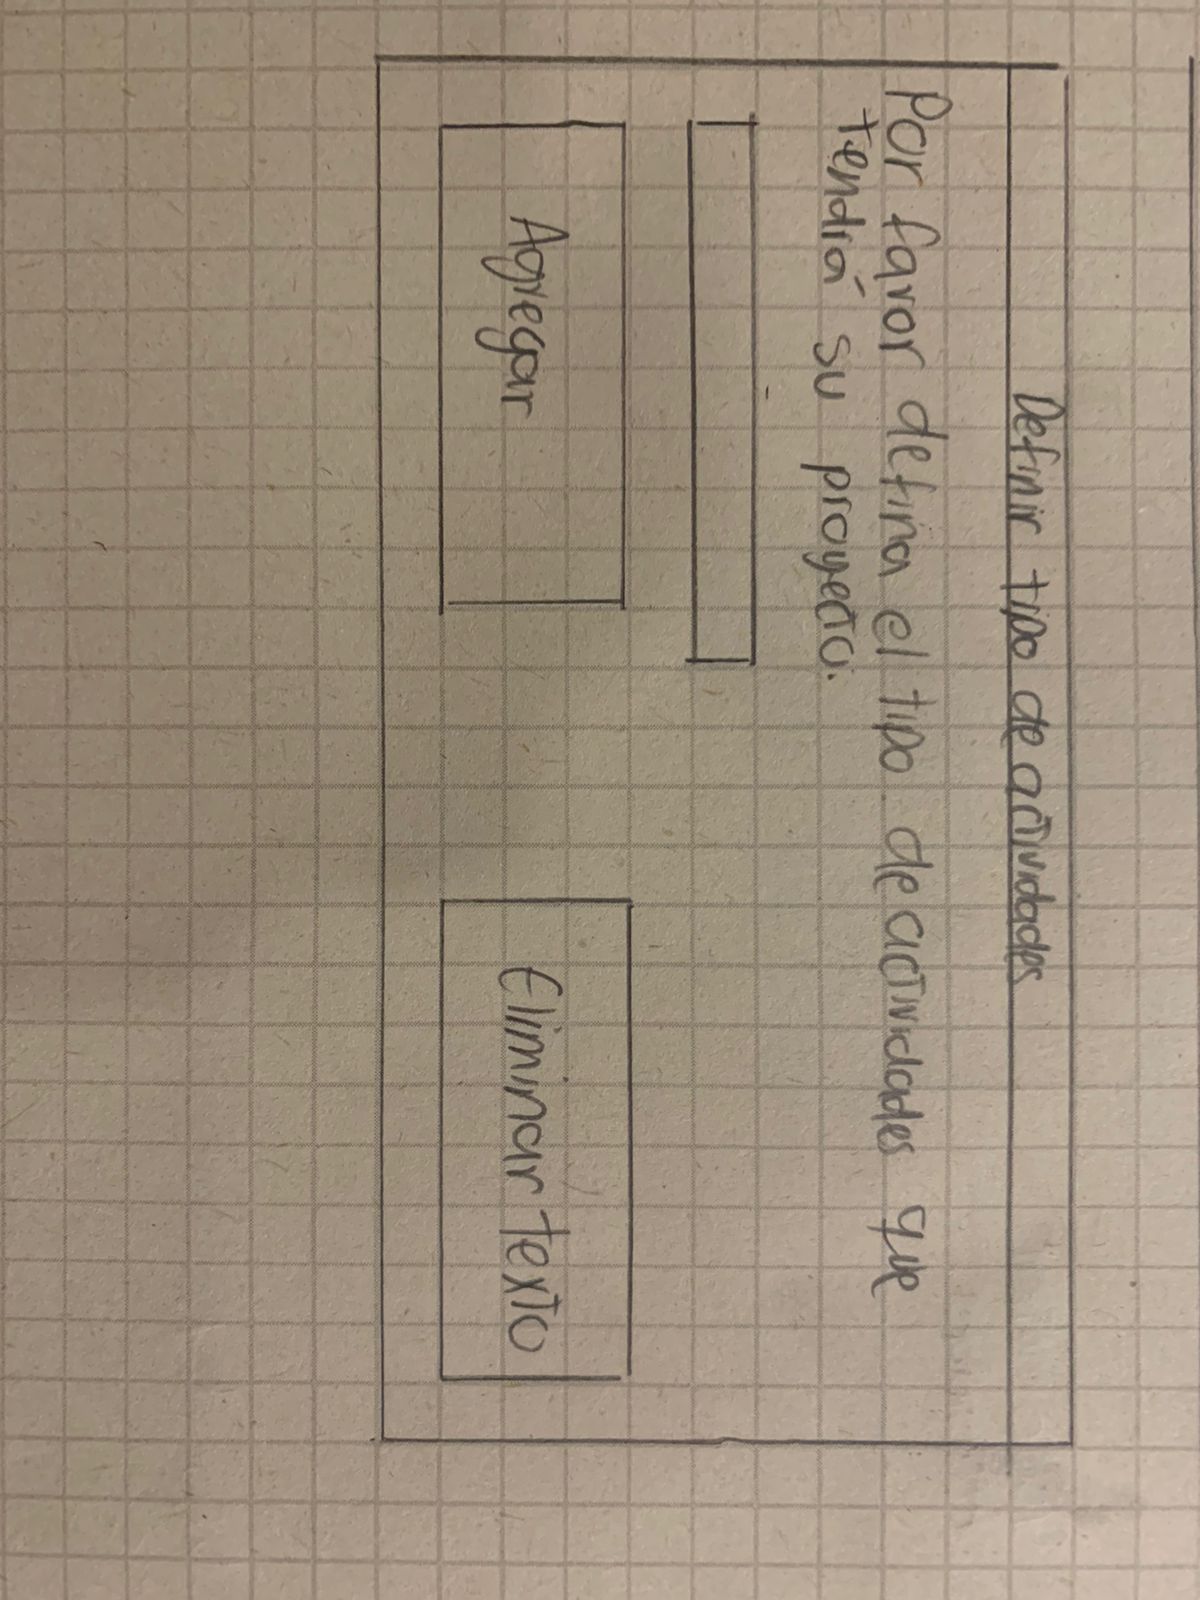 Definir tipo de actividades
Por favor defina el tipo de actividades que
tendrá su proyecto.
Agregar
Eliminar texto